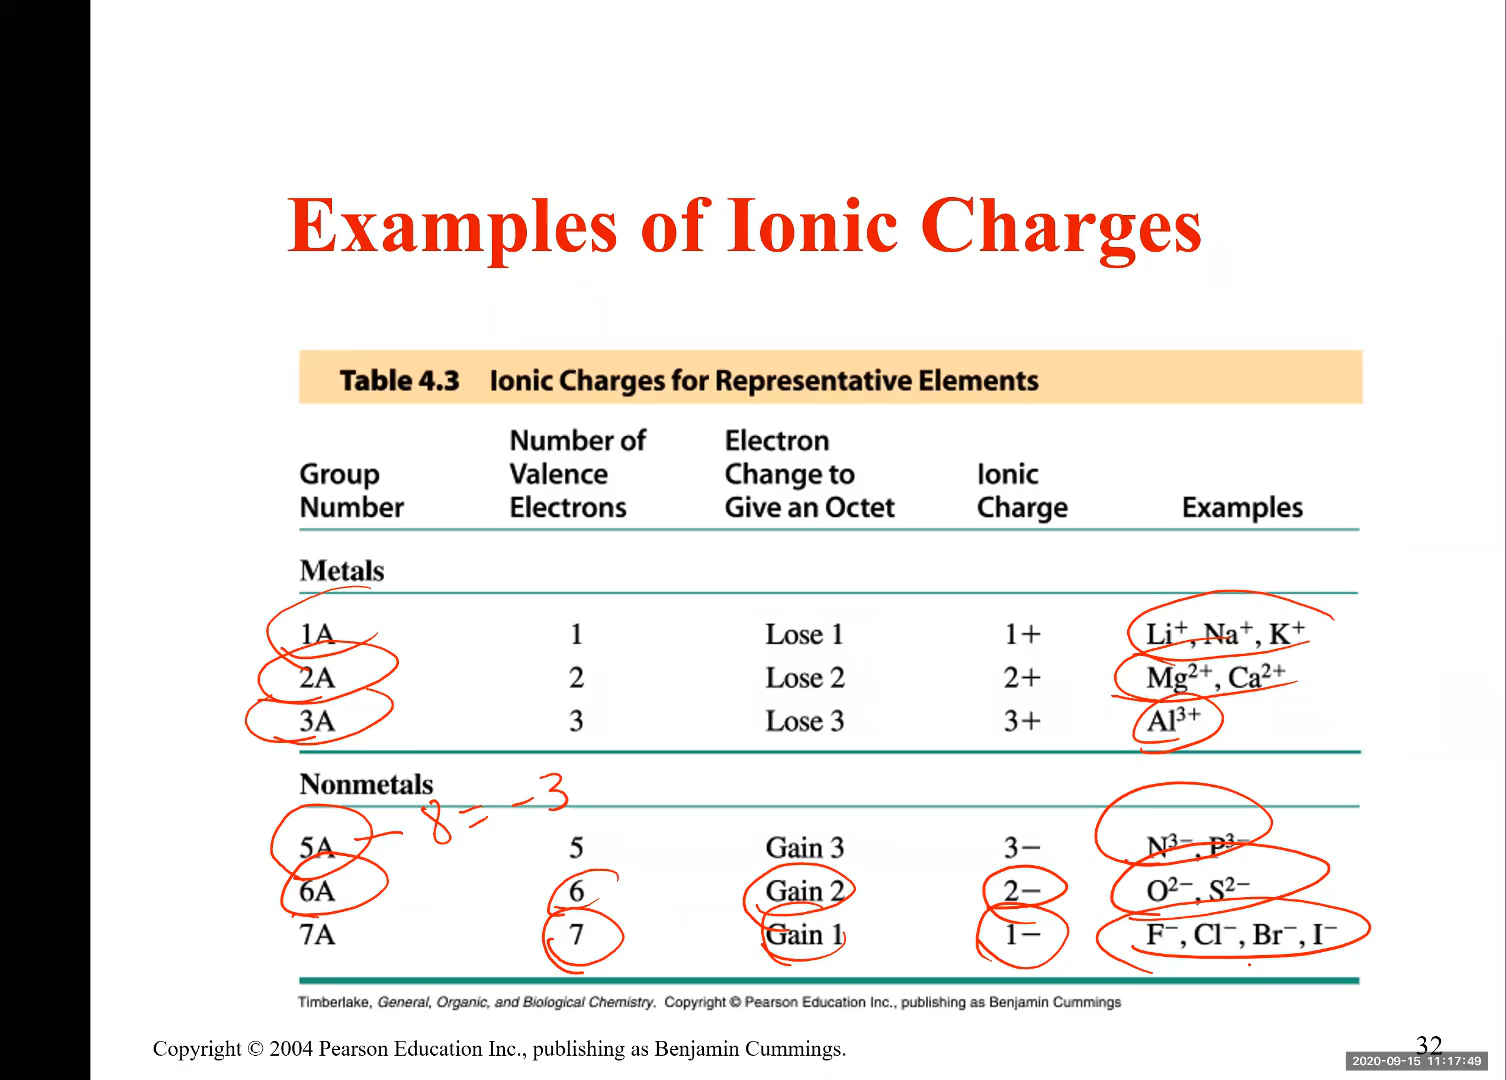 Examples of Ionic Charges
Table 4.3 Ionic Charges for Representative Elements
Group Number Number of Valence Electrons Electron Change to Give an Octet Ionic Charge Examples
Metals
1A 1 Lose 1 1+ Li⁺, Na⁺, K⁺
2A 2 Lose 2 2+ Mg²⁺, Ca²⁺
3A 3 Lose 3 3+ Al³⁺
Nonmetals
5A – 8 = -3 5 Gain 3 3– N³⁻, P³⁻
6A 6 Gain 2 2– O²⁻, S²⁻
7A 7 Gain 1 1– F⁻, Cl⁻, Br⁻, I⁻
Timberlake, General, Organic, and Biological Chemistry. Copyright © Pearson Education Inc., publishing as Benjamin Cummings
Copyright © 2004 Pearson Education Inc., publishing as Benjamin Cummings.
32
2020-09-15 11:17:49